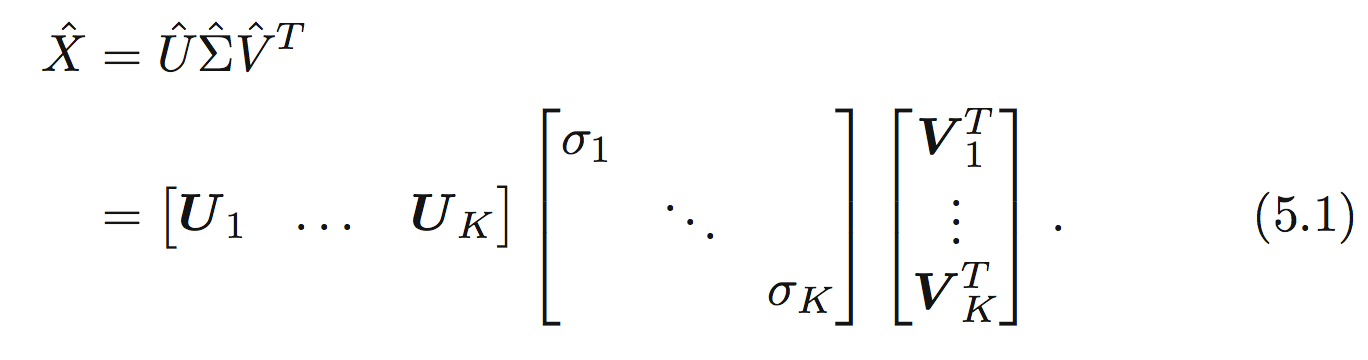 $\hat{X} = \hat{U}\hat{\Sigma}\hat{V}^T$
$= \begin{bmatrix} \boldsymbol{U}_1 & \dots & \boldsymbol{U}_K \end{bmatrix} \begin{bmatrix} \sigma_1 & & \\ & \ddots & \\ & & \sigma_K \end{bmatrix} \begin{bmatrix} \boldsymbol{V}_1^T \\ \vdots \\ \boldsymbol{V}_K^T \end{bmatrix} . \quad (5.1)$